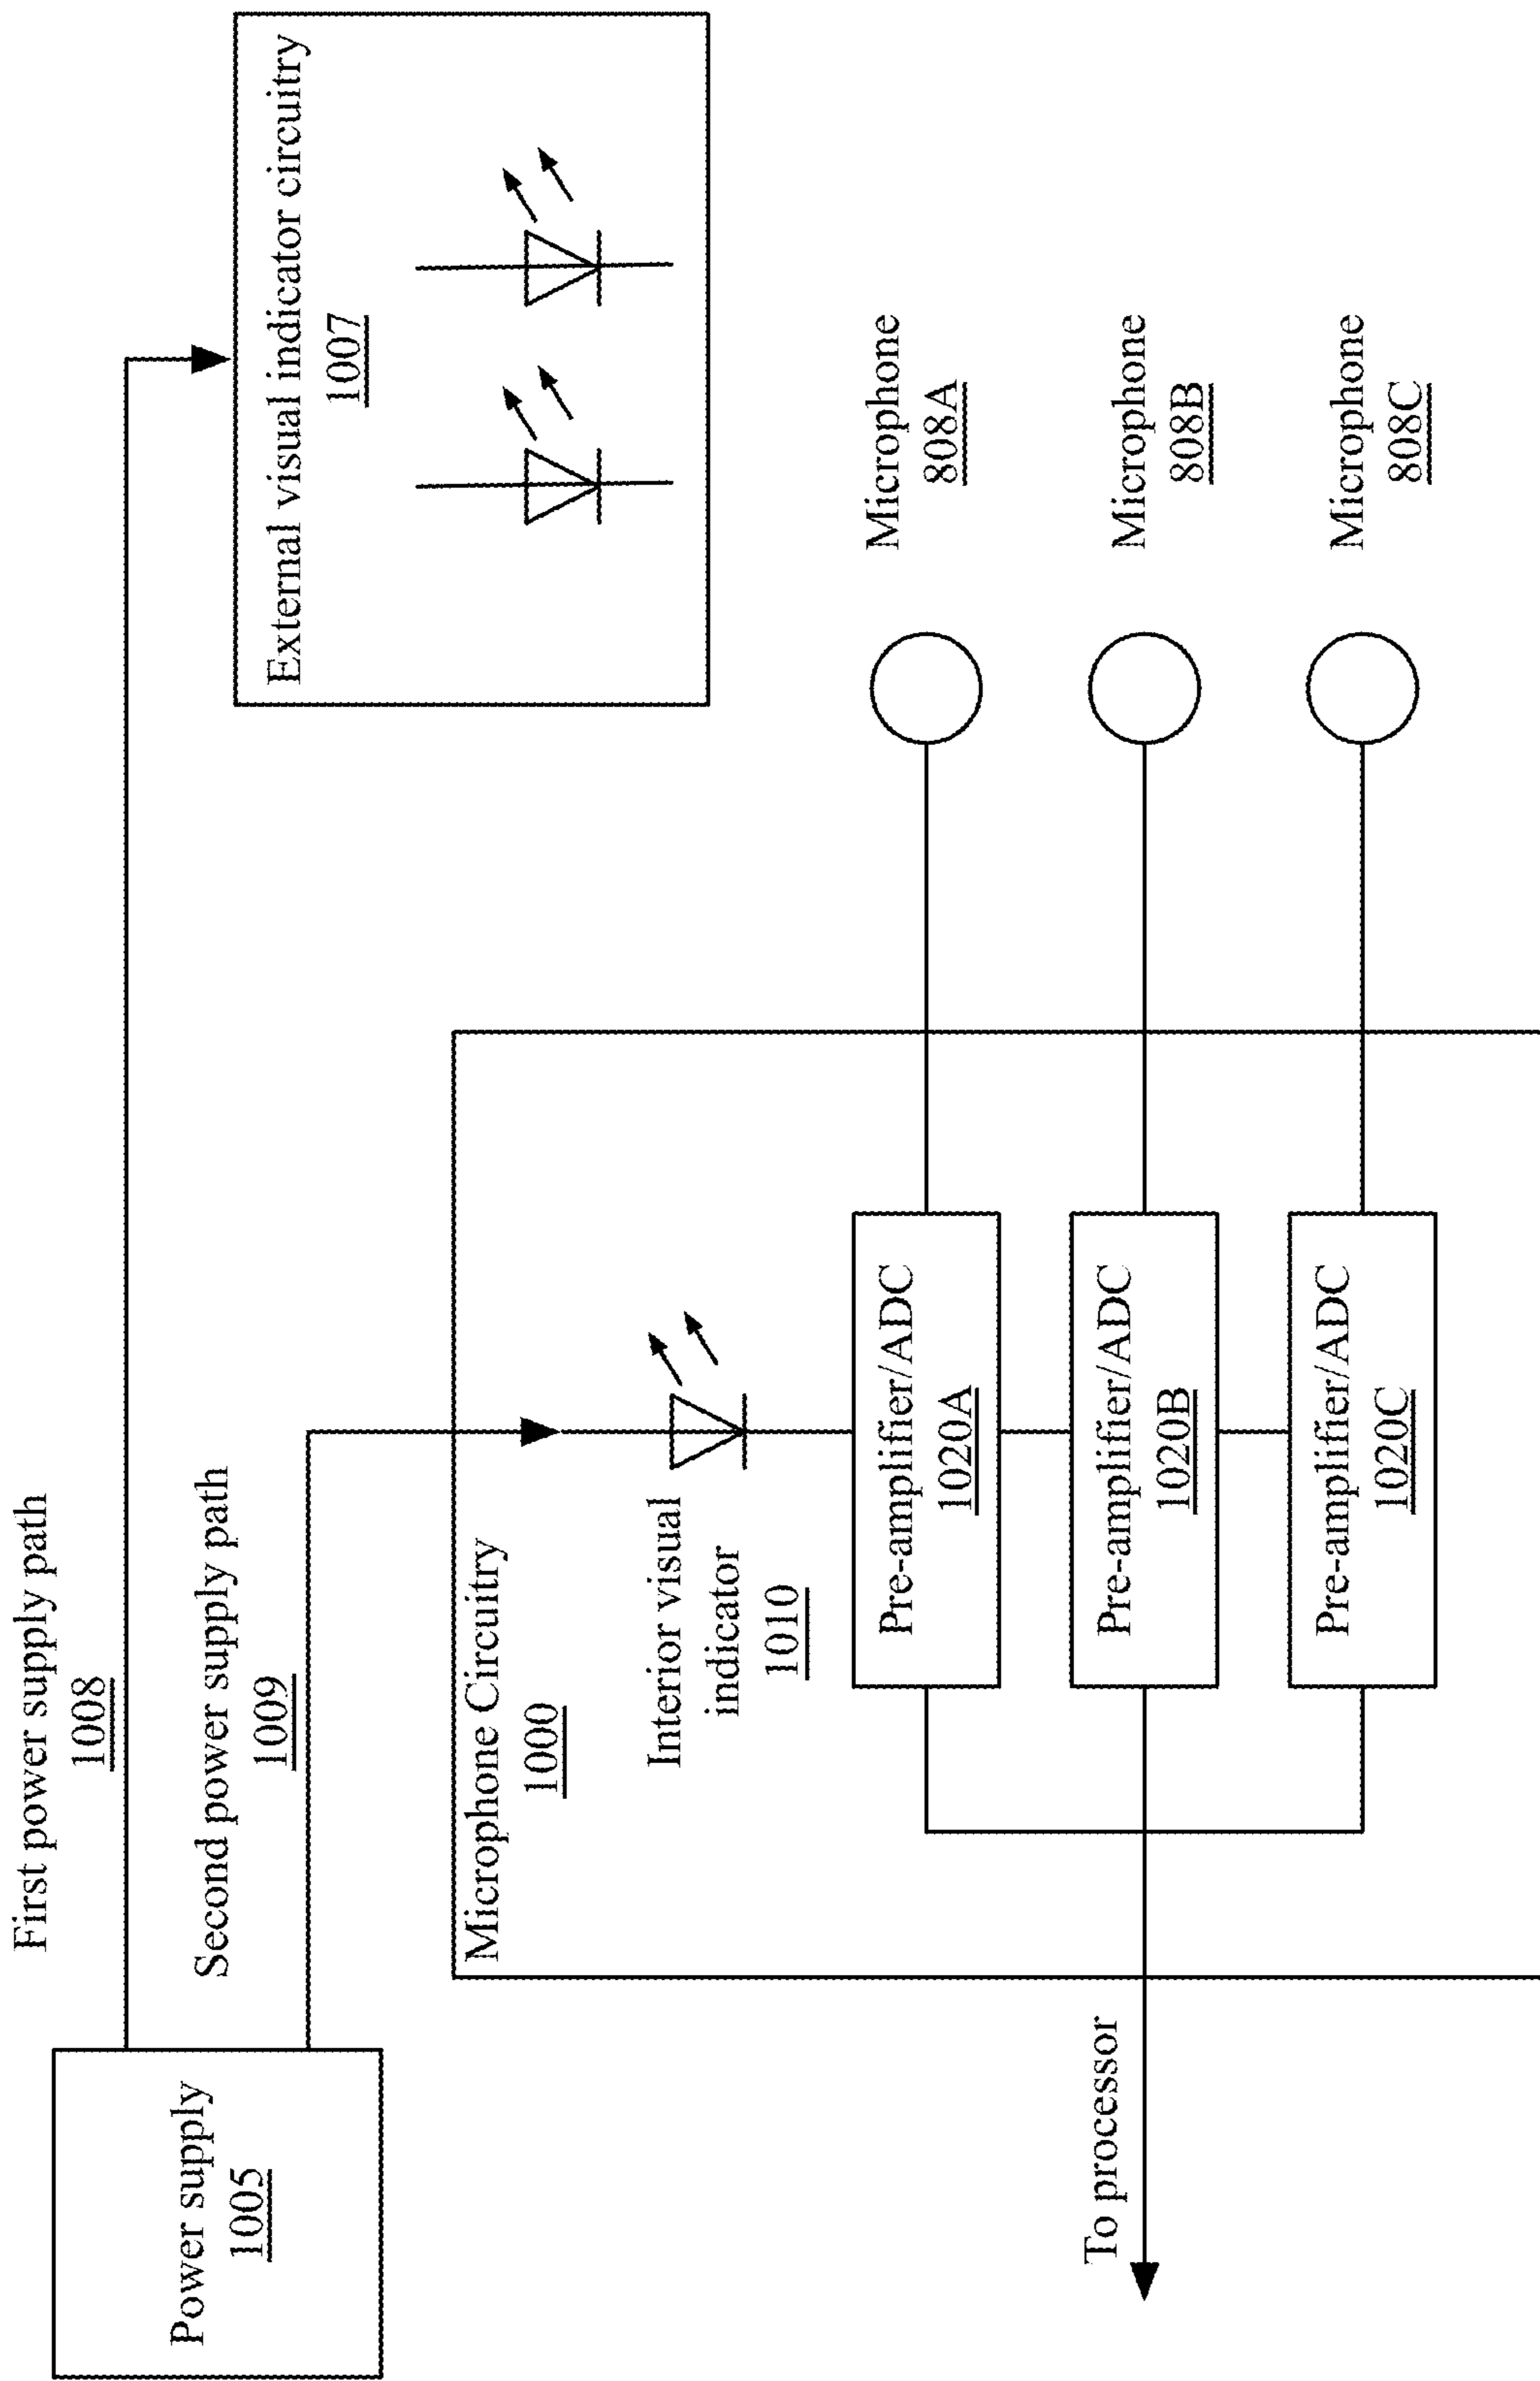 First power supply path
1008
Second power supply path
1009
Power supply
1005
External visual indicator circuitry
1007
Microphone Circuitry
1000
Interior visual
indicator
1010
Pre-amplifier/ADC
1020A
Microphone
808A
Pre-amplifier/ADC
1020B
Microphone
808B
To processor
Pre-amplifier/ADC
1020C
Microphone
808C